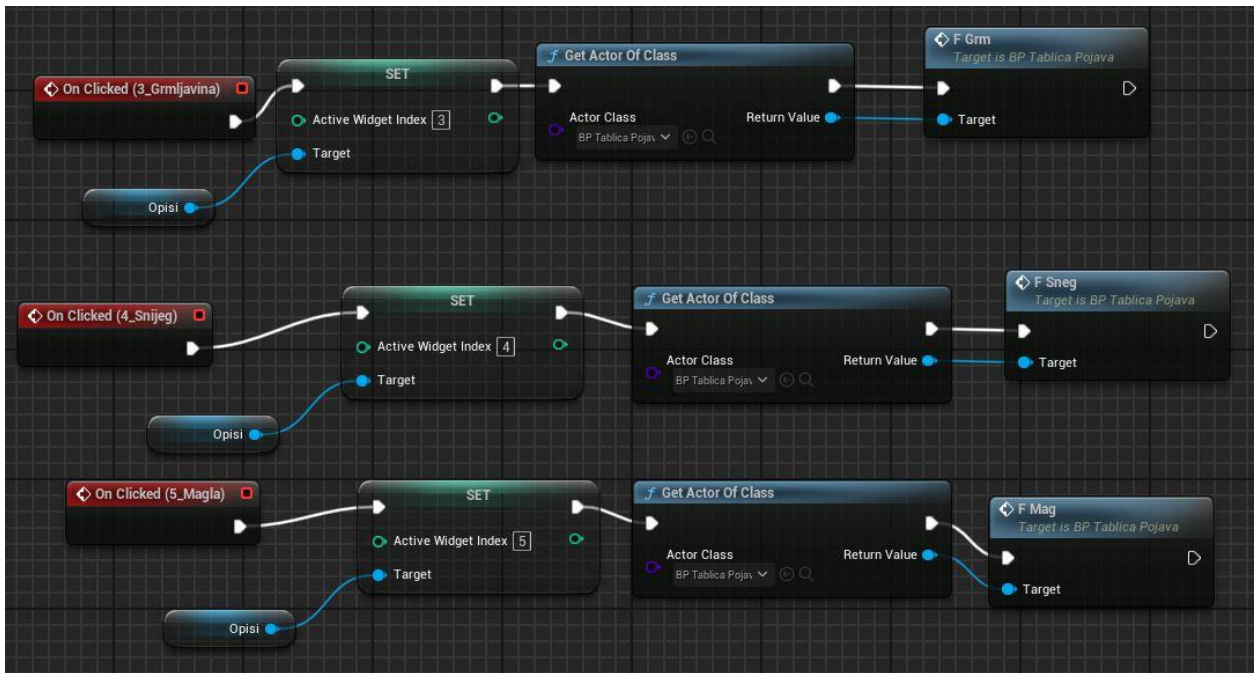 On Clicked (3_Grmljavina)
SET
Active Widget Index 3
Target
Opisi
Get Actor Of Class
Actor Class
BP Tablica Pojav
Return Value
F Grm
Target is BP Tablica Pojava
Target
On Clicked (4_Snijeg)
SET
Active Widget Index 4
Target
Opisi
Get Actor Of Class
Actor Class
BP Tablica Pojav
Return Value
F Sneg
Target is BP Tablica Pojava
Target
On Clicked (5_Magla)
SET
Active Widget Index 5
Target
Opisi
Get Actor Of Class
Actor Class
BP Tablica Pojav
Return Value
F Mag
Target is BP Tablica Pojava
Target